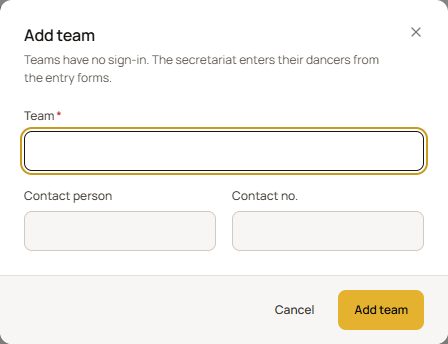 Add team
Teams have no sign-in. The secretariat enters their dancers from
the entry forms.
Team *
Contact person
Contact no.
Cancel
Add team